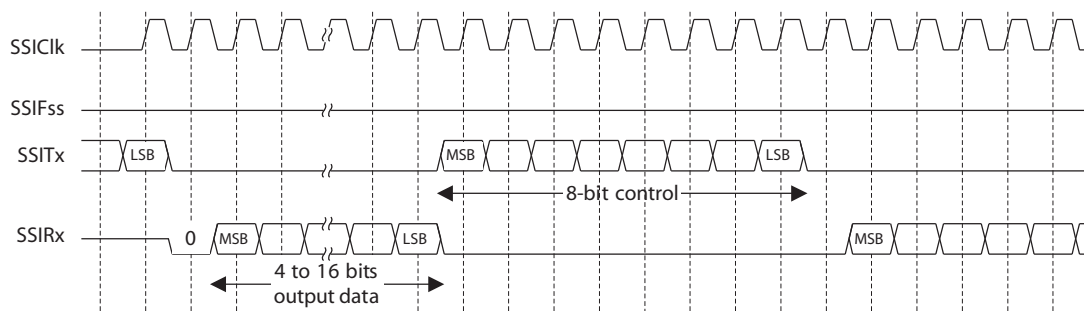 SSIClk
SSIFss
SSITx
LSB
MSB
LSB
8-bit control
SSIRx
0
MSB
LSB
MSB
4 to 16 bits
output data